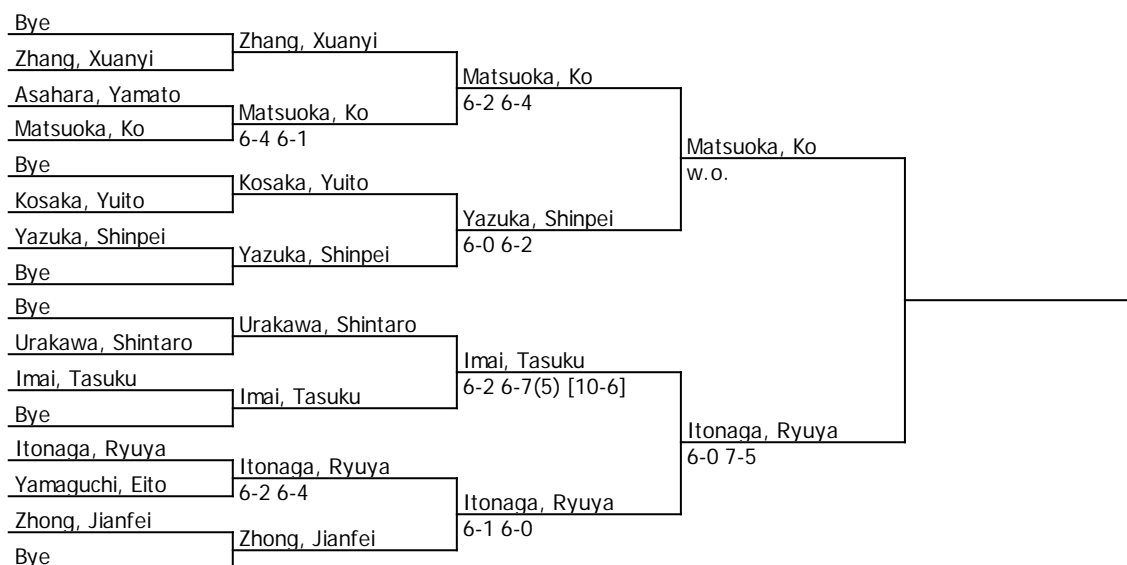 Bye
Zhang, Xuanyi
Asahara, Yamato
Matsuoka, Ko
Bye
Kosaka, Yuito
Yazuka, Shinpei
Bye
Bye
Urakawa, Shintaro
Imai, Tasuku
Bye
Itonaga, Ryuya
Yamaguchi, Eito
Zhong, Jianfei
Bye
Zhang, Xuanyi
Matsuoka, Ko
6-4 6-1
Kosaka, Yuito
Yazuka, Shinpei
Urakawa, Shintaro
Imai, Tasuku
Itonaga, Ryuya
6-2 6-4
Zhong, Jianfei
Matsuoka, Ko
6-2 6-4
Yazuka, Shinpei
6-0 6-2
Imai, Tasuku
6-2 6-7(5) [10-6]
Itonaga, Ryuya
6-1 6-0
Matsuoka, Ko
w.o.
Itonaga, Ryuya
6-0 7-5